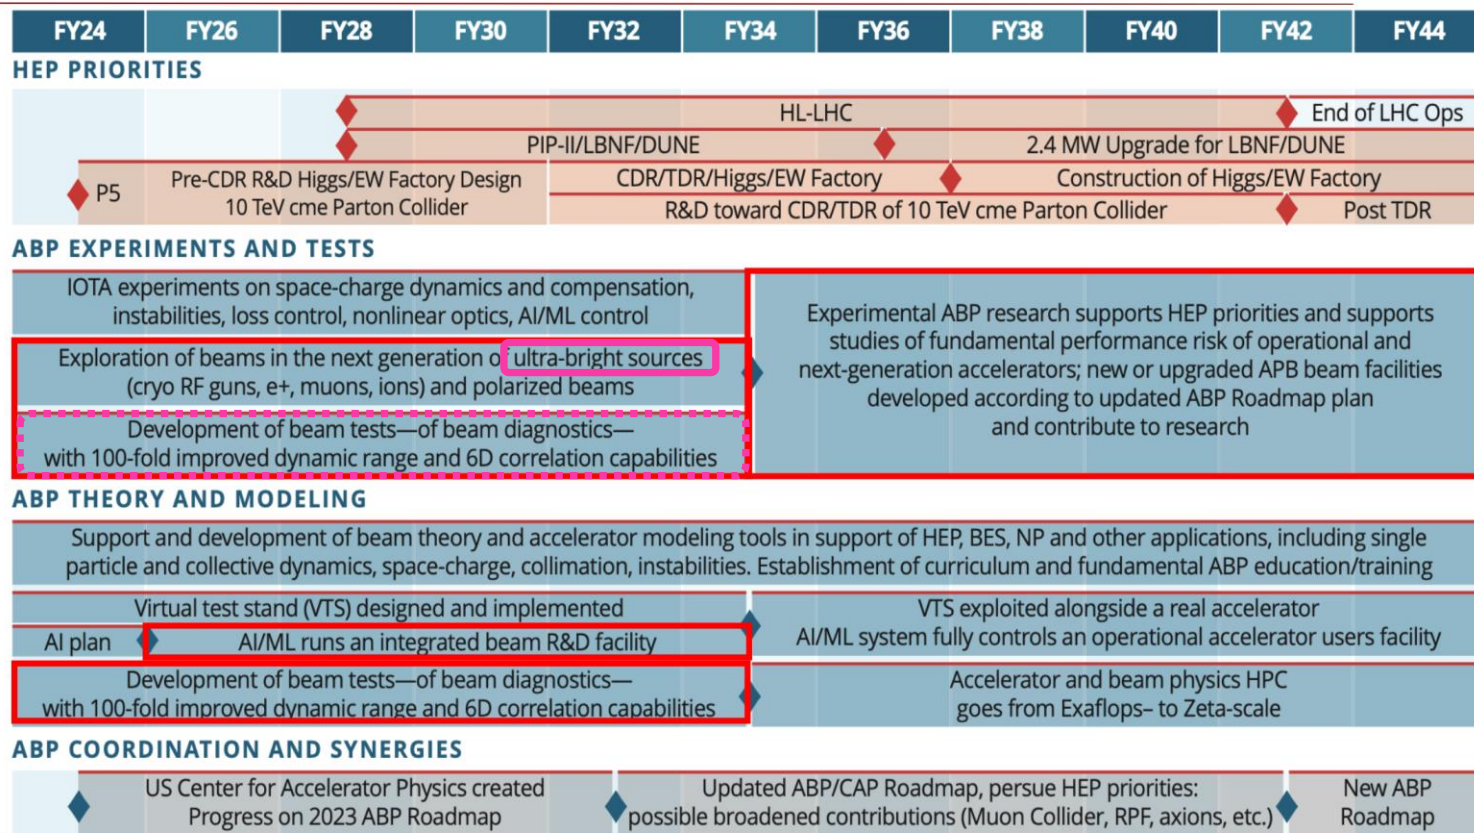 FY24 FY26 FY28 FY30 FY32 FY34 FY36 FY38 FY40 FY42 FY44
HEP PRIORITIES
HL-LHC
End of LHC Ops
PIP-II/LBNF/DUNE
2.4 MW Upgrade for LBNF/DUNE
P5
Pre-CDR R&D Higgs/EW Factory Design
10 TeV cme Parton Collider
CDR/TDR/Higgs/EW Factory
Construction of Higgs/EW Factory
R&D toward CDR/TDR of 10 TeV cme Parton Collider
Post TDR
ABP EXPERIMENTS AND TESTS
IOTA experiments on space-charge dynamics and compensation,
instabilities, loss control, nonlinear optics, AI/ML control
Exploration of beams in the next generation of ultra-bright sources
(cryo RF guns, e+, muons, ions) and polarized beams
Development of beam tests—of beam diagnostics—
with 100-fold improved dynamic range and 6D correlation capabilities
Experimental ABP research supports HEP priorities and supports
studies of fundamental performance risk of operational and
next-generation accelerators; new or upgraded APB beam facilities
developed according to updated ABP Roadmap plan
and contribute to research
ABP THEORY AND MODELING
Support and development of beam theory and accelerator modeling tools in support of HEP, BES, NP and other applications, including single
particle and collective dynamics, space-charge, collimation, instabilities. Establishment of curriculum and fundamental ABP education/training
Virtual test stand (VTS) designed and implemented
AI plan
AI/ML runs an integrated beam R&D facility
VTS exploited alongside a real accelerator
AI/ML system fully controls an operational accelerator users facility
Development of beam tests—of beam diagnostics—
with 100-fold improved dynamic range and 6D correlation capabilities
Accelerator and beam physics HPC
goes from Exaflops– to Zeta-scale
ABP COORDINATION AND SYNERGIES
US Center for Accelerator Physics created
Progress on 2023 ABP Roadmap
Updated ABP/CAP Roadmap, persue HEP priorities:
possible broadened contributions (Muon Collider, RPF, axions, etc.)
New ABP
Roadmap